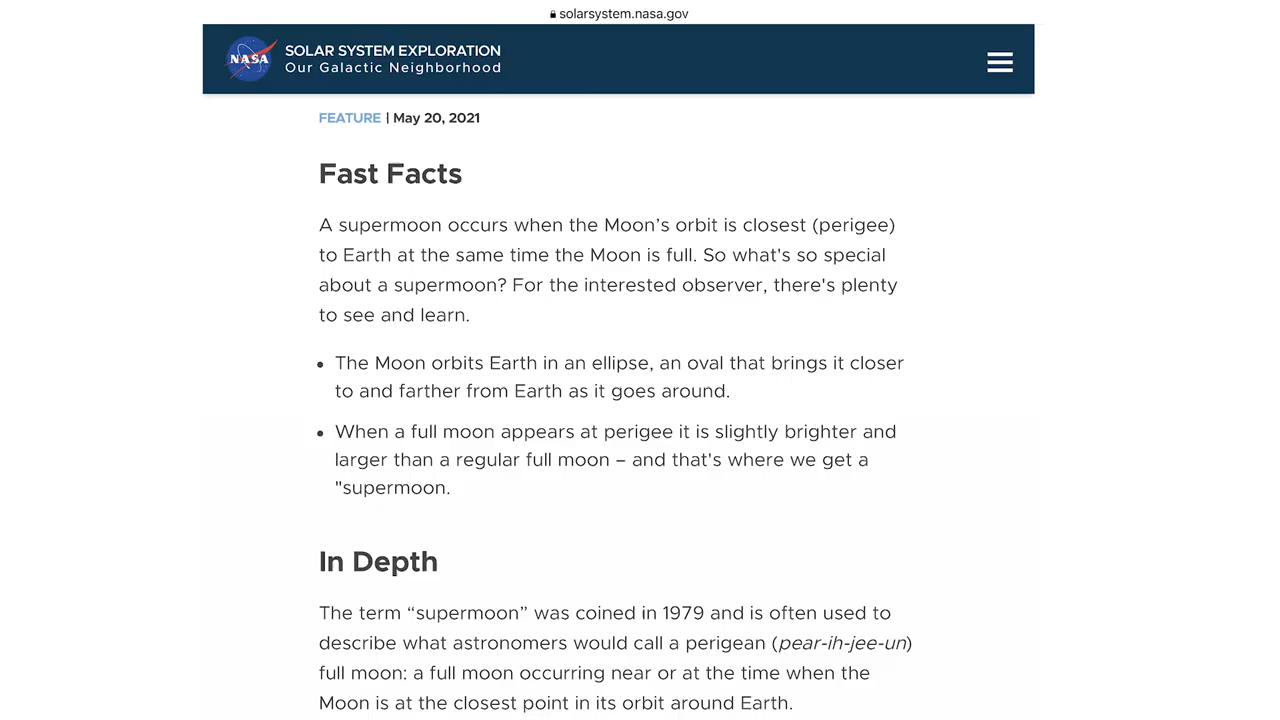 solarsystem.nasa.gov
NASA
SOLAR SYSTEM EXPLORATION
Our Galactic Neighborhood
FEATURE | May 20, 2021
Fast Facts
A supermoon occurs when the Moon’s orbit is closest (perigee)
to Earth at the same time the Moon is full. So what's so special
about a supermoon? For the interested observer, there's plenty
to see and learn.
• The Moon orbits Earth in an ellipse, an oval that brings it closer
to and farther from Earth as it goes around.
• When a full moon appears at perigee it is slightly brighter and
larger than a regular full moon – and that's where we get a
"supermoon.
In Depth
The term “supermoon” was coined in 1979 and is often used to
describe what astronomers would call a perigean (pear-ih-jee-un)
full moon: a full moon occurring near or at the time when the
Moon is at the closest point in its orbit around Earth.